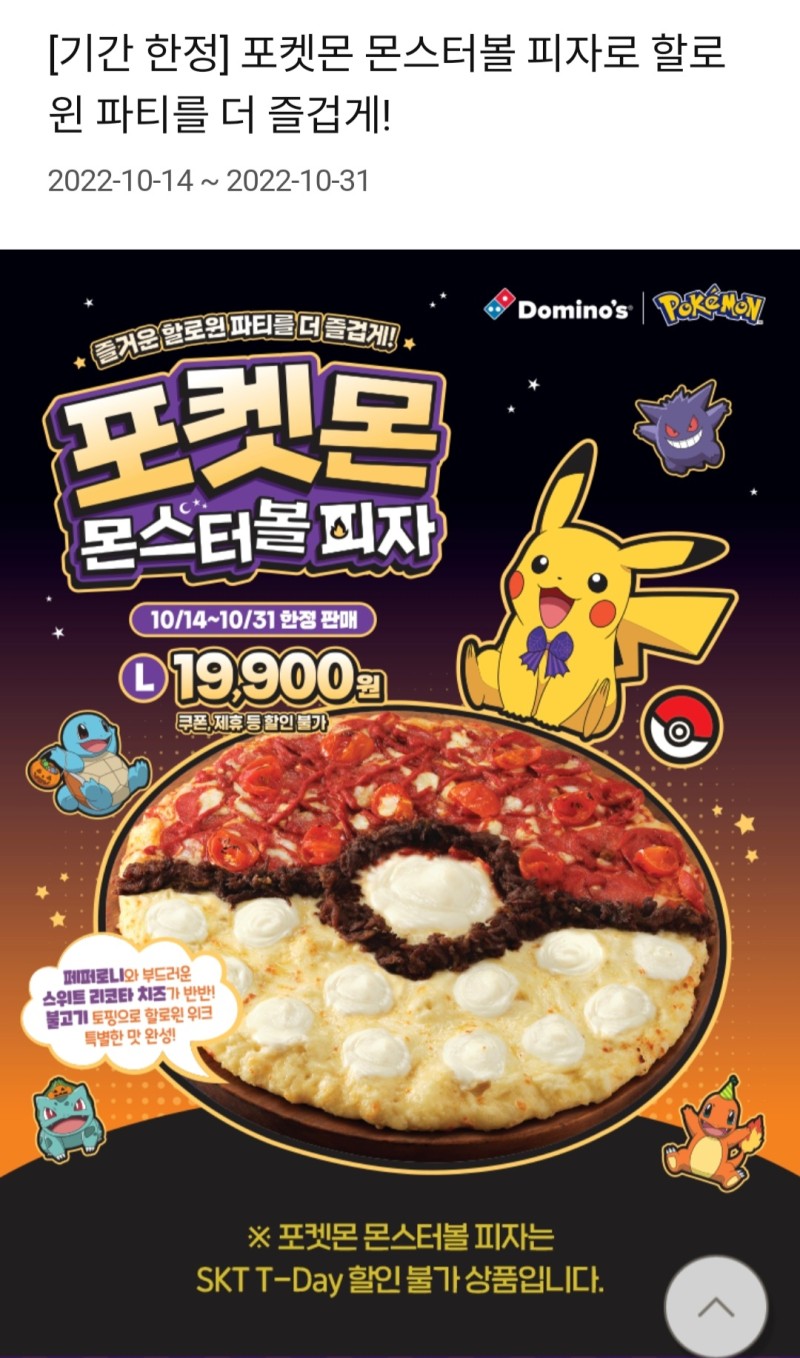 [기간 한정] 포켓몬 몬스터볼 피자로 할로
윈 파티를 더 즐겁게!
2022-10-14 ~ 2022-10-31
Domino's
POKéMON
즐거운 할로윈 파티를 더 즐겁게!
포켓몬
몬스터볼 피자
10/14~10/31 한정 판매
L 19,900원
쿠폰, 제휴 등 할인 불가
페퍼로니와 부드러운
스위트 리코타 치즈가 반반!
불고기 토핑으로 할로윈 위크
특별한 맛 완성!
※ 포켓몬 몬스터볼 피자는
SKT T-Day 할인 불가 상품입니다.